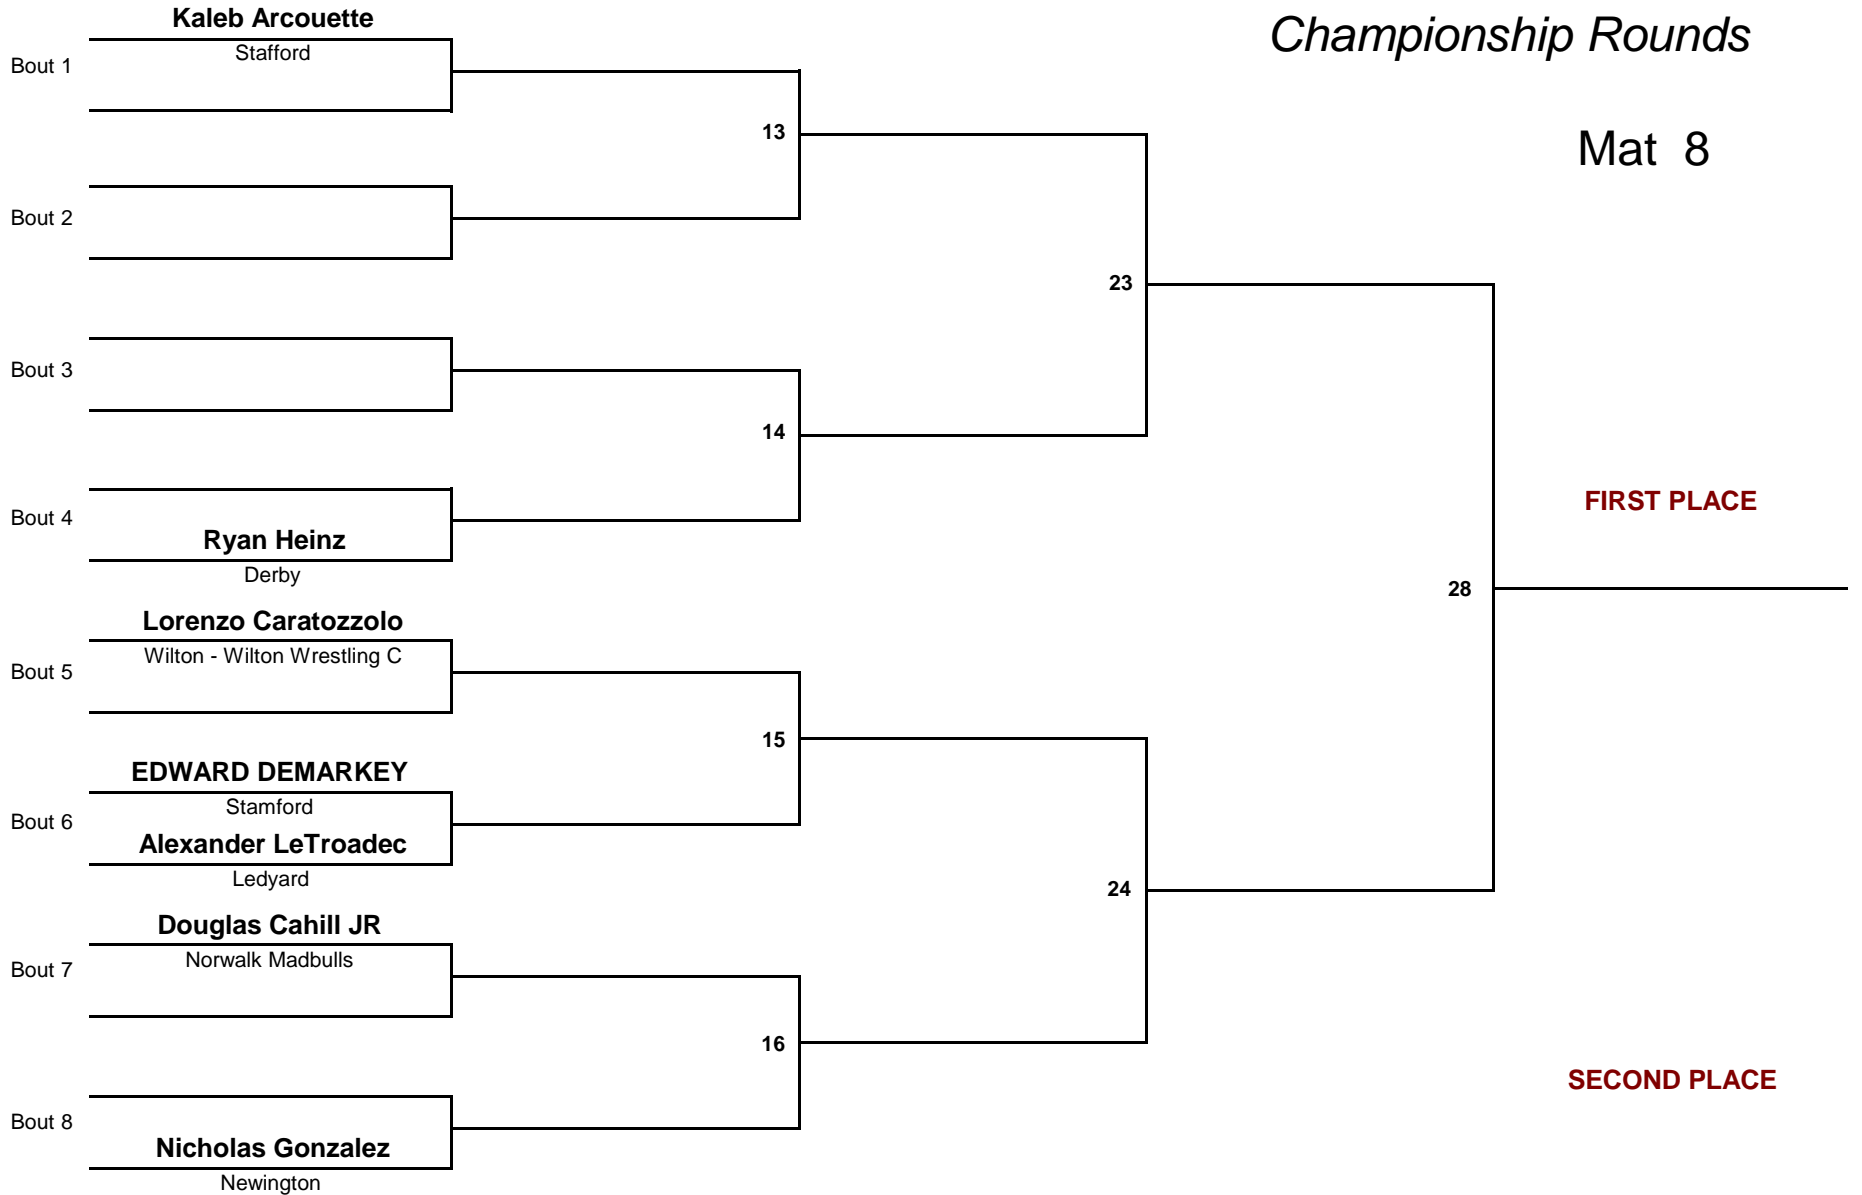 Kaleb Arcouette
Championship Rounds
Stafford
Bout 1
13
Mat 8
Bout 2
23
Bout 3
14
FIRST PLACE
Bout 4
Ryan Heinz
Derby
28
Lorenzo Caratozzolo
Wilton - Wilton Wrestling C
Bout 5
15
EDWARD DEMARKEY
Stamford
Bout 6
Alexander LeTroadec
Ledyard
24
Douglas Cahill JR
Norwalk Madbulls
Bout 7
16
SECOND PLACE
Bout 8
Nicholas Gonzalez
Newington